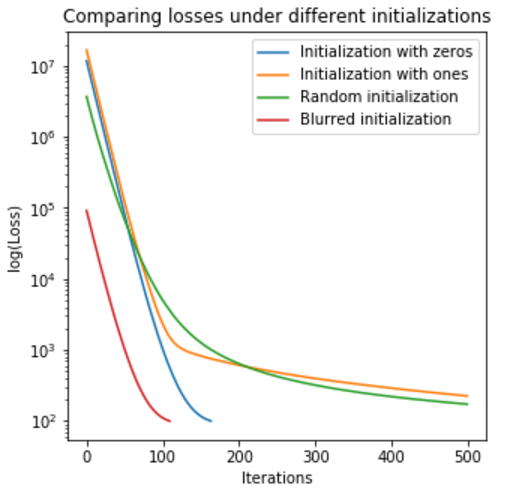 Comparing losses under different initializations
Initialization with zeros
Initialization with ones
Random initialization
Blurred initialization
log(Loss)
10⁷
10⁶
10⁵
10⁴
10³
10²
0 100 200 300 400 500
Iterations